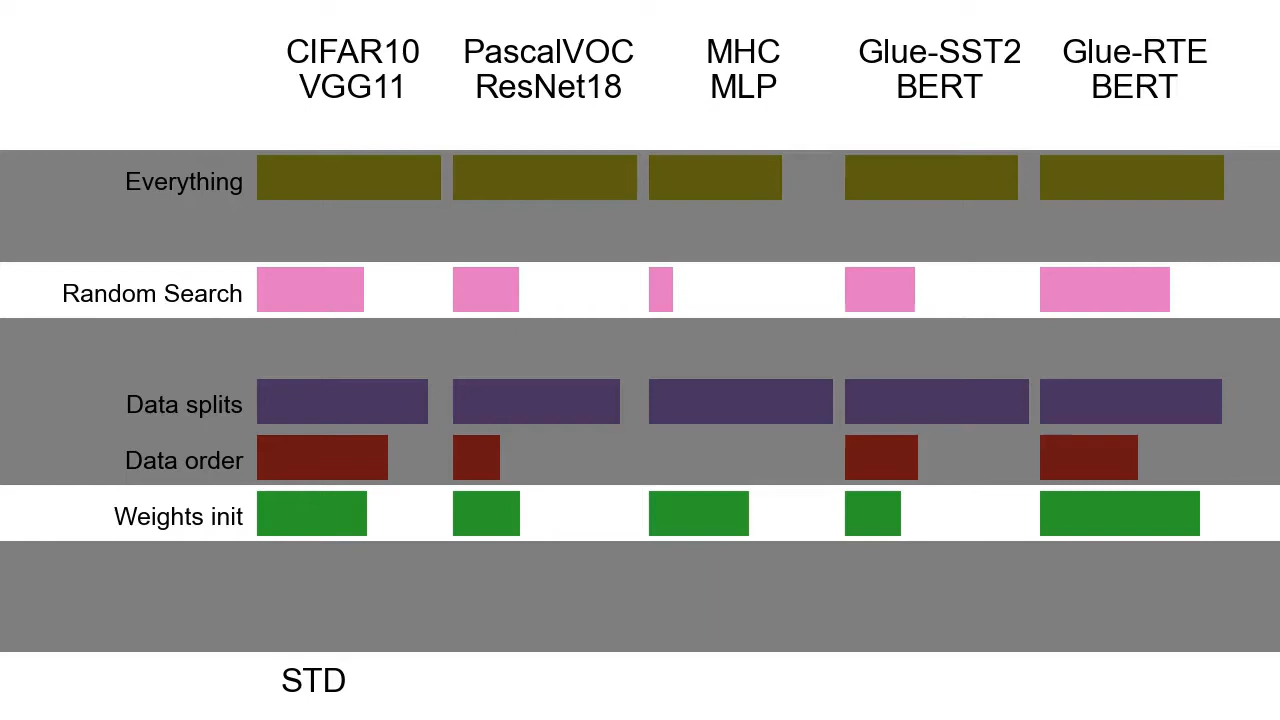 CIFAR10 PascalVOC MHC Glue-SST2 Glue-RTE
VGG11 ResNet18 MLP BERT BERT
Everything
Random Search
Data splits
Data order
Weights init
STD